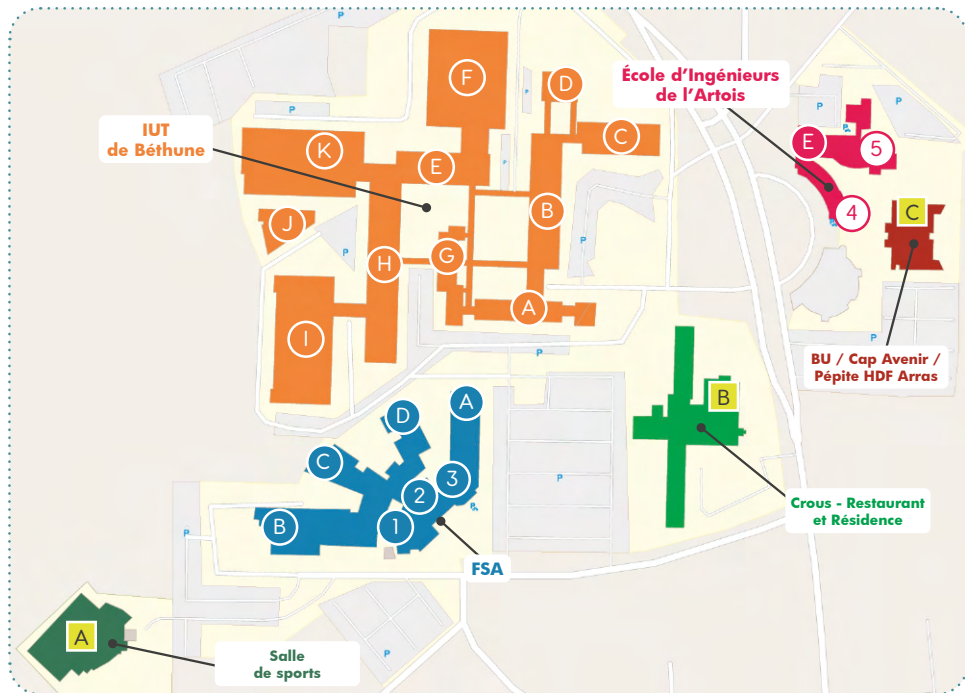 P
P
F
D
École d'Ingénieurs
de l'Artois
P
P
P
P
IUT
de Béthune
K
E
C
E
5
P
B
4
C
J
P
G
H
P
A
I
P
P
BU / Cap Avenir /
Pépite HDF Arras
A
D
B
C
3
2
P
B
1
Crous - Restaurant
et Résidence
P
FSA
A
Salle
de sports
P